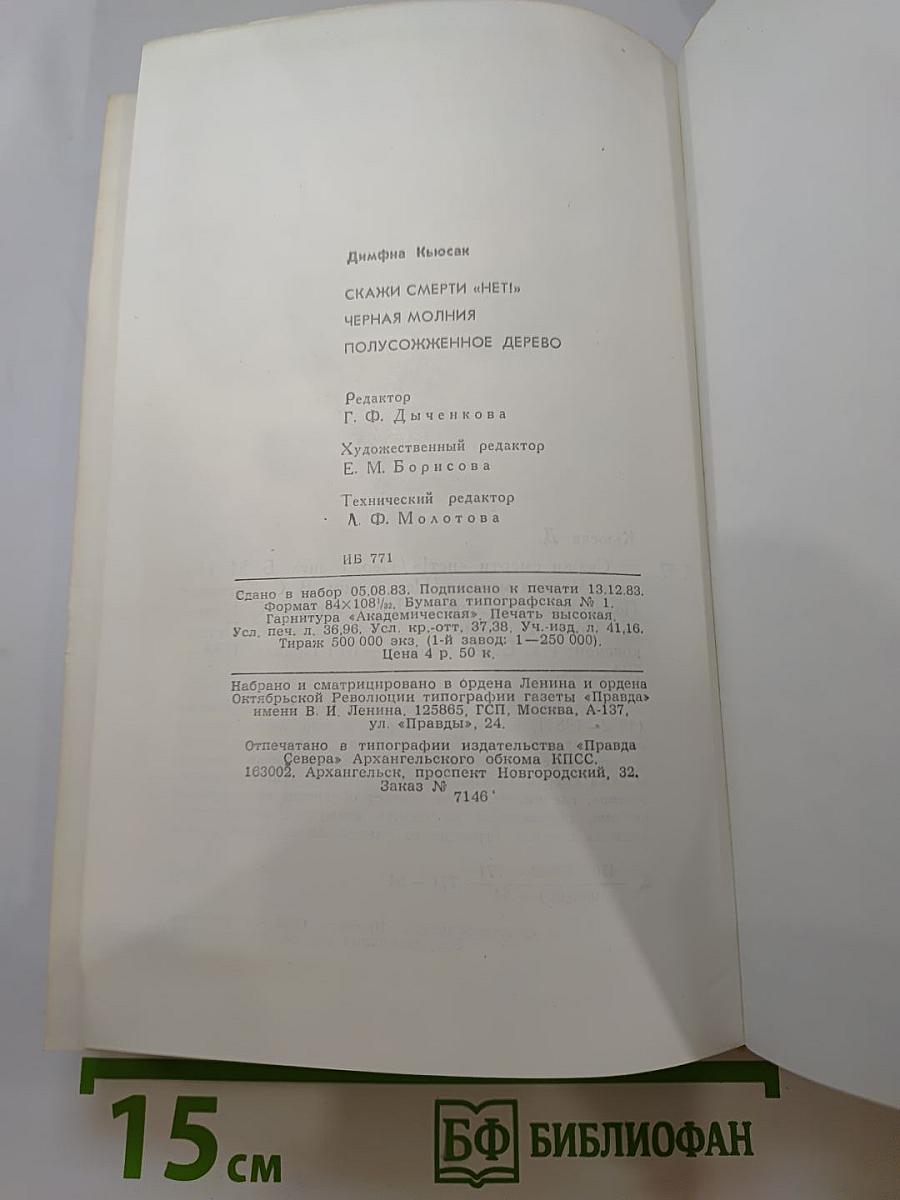 Димфна Кьюсак
СКАЖИ СМЕРТИ «НЕТ!»
ЧЕРНАЯ МОЛНИЯ
ПОЛУСОЖЖЕННОЕ ДЕРЕВО
Редактор
Г. Ф. Дыченкова
Художественный редактор
Е. М. Борисова
Технический редактор
Л. Ф. Молотова
ИБ 771
Сдано в набор 05.08.83. Подписано к печати 13.12.83.
Формат 84×108¹/₃₂. Бумага типографская № 1.
Гарнитура «Академическая». Печать высокая.
Усл. печ. л. 36,96. Усл. кр.-отт. 37,38. Уч.-изд. л. 41,16.
Тираж 500 000 экз. (1-й завод: 1—250 000).
Цена 4 р. 50 к.
Набрано и сматрицировано в ордена Ленина и ордена
Октябрьской Революции типографии газеты «Правда»
имени В. И. Ленина, 125865, ГСП, Москва, А-137,
ул. «Правды», 24.
Отпечатано в типографии издательства «Правда
Севера» Архангельского обкома КПСС.
163002. Архангельск, проспект Новгородский, 32.
Заказ №
7146
15 см
БФ БИБЛИОФАН